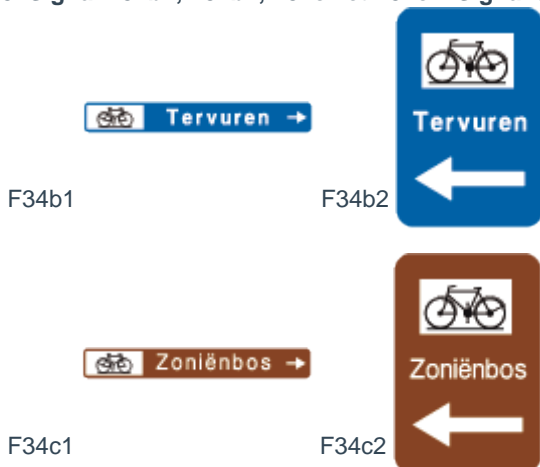 Tervuren →
Tervuren
F34b1
F34b2
Zoniënbos →
Zoniënbos
F34c1
F34c2